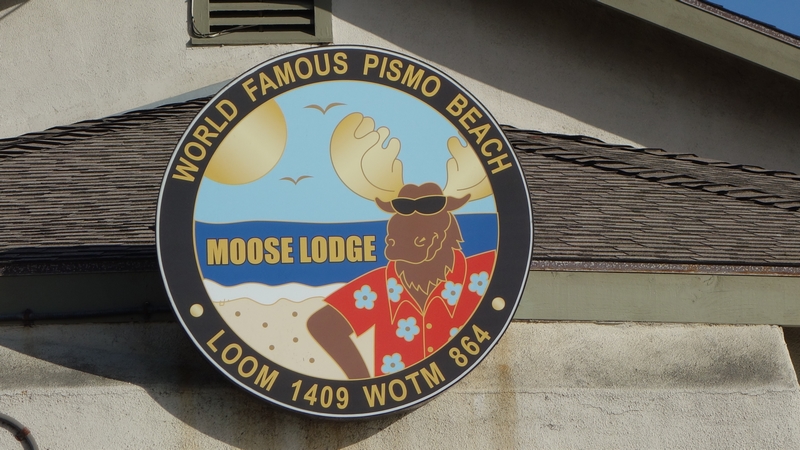 WORLD FAMOUS PISMO BEACH
MOOSE LODGE
LOOM 1409 WOTM 864